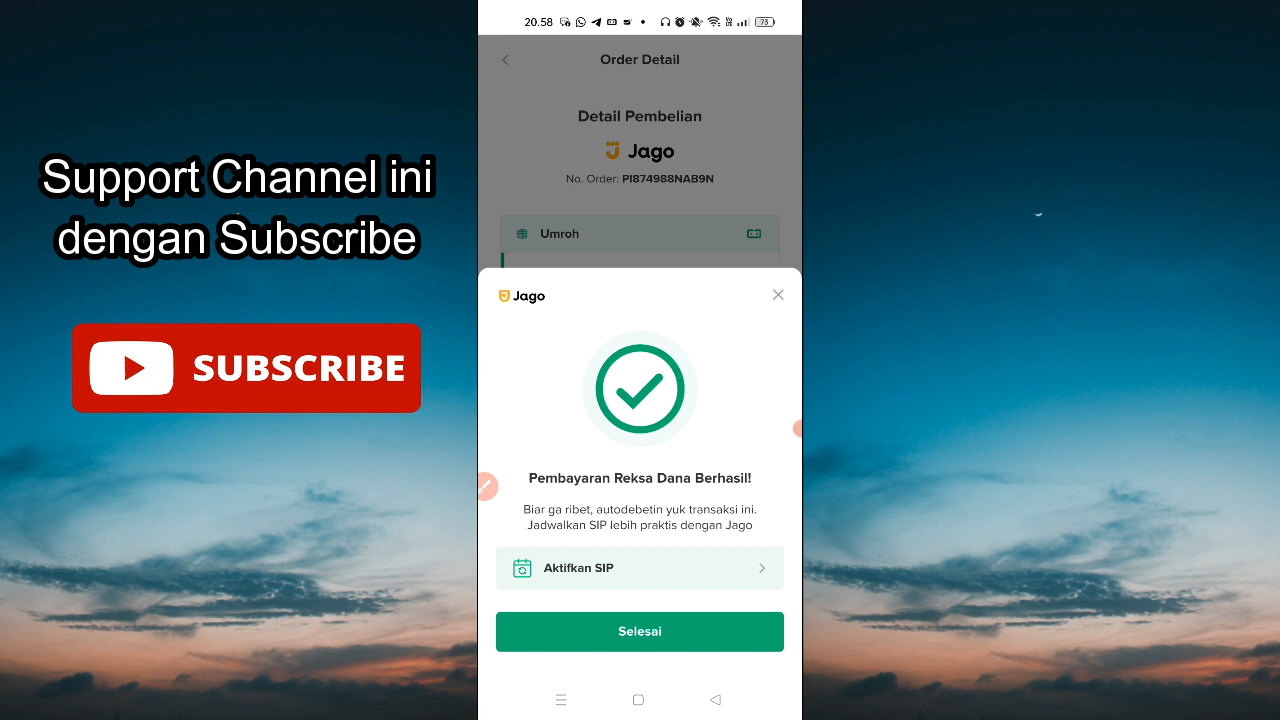 Support Channel ini
dengan Subscribe
SUBSCRIBE
20.58
73
Order Detail
Detail Pembelian
Jago
No. Order: PI874988NAB9N
Umroh
Jago
Pembayaran Reksa Dana Berhasil!
Biar ga ribet, autodebetin yuk transaksi ini.
Jadwalkan SIP lebih praktis dengan Jago
Aktifkan SIP
Selesai